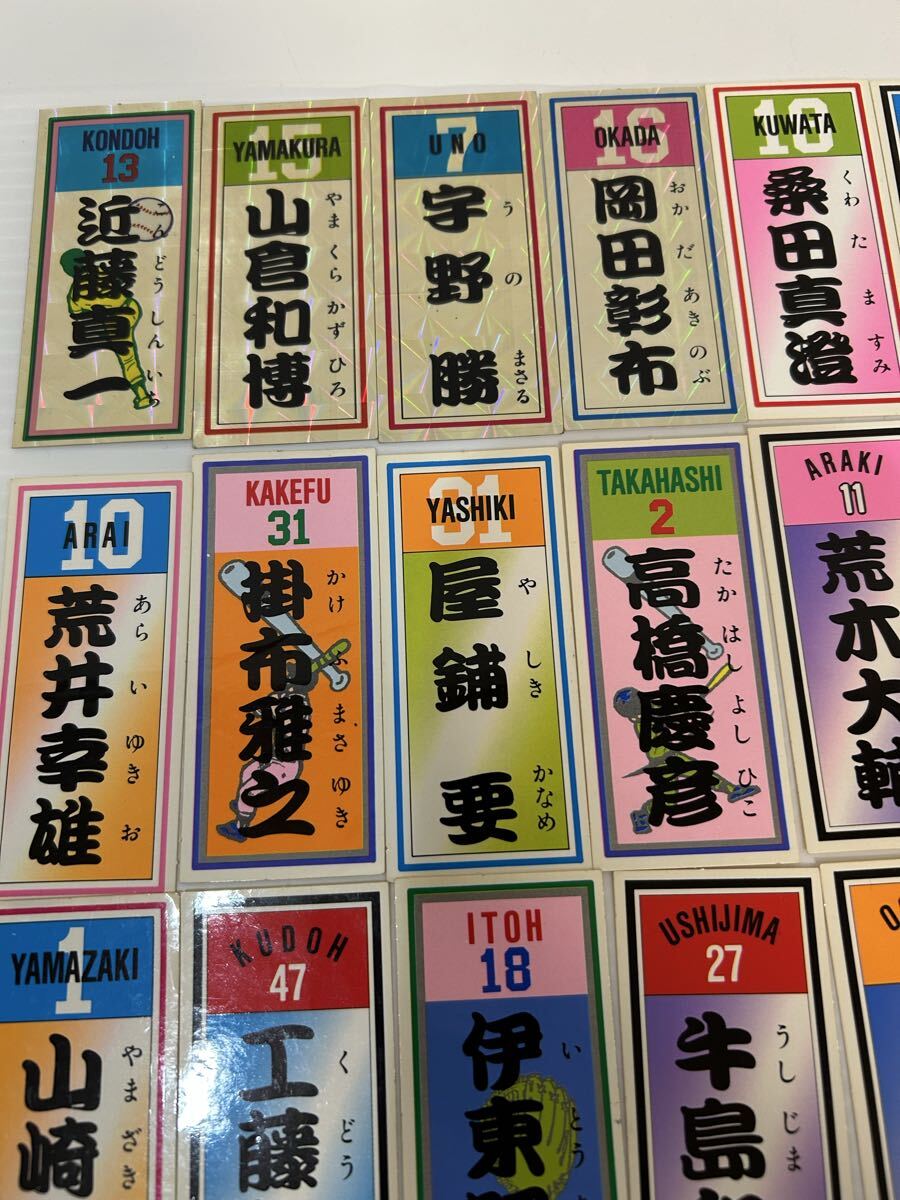 KONDOH
13
近藤真一
んどうしんいち
YAMAKURA
15
山倉和博
やまくらかずひろ
UNO
7
宇野勝
うのまさる
OKADA
16
岡田彰布
おかだあきのぶ
KUWATA
18
桑田真澄
くわたますみ
ARAI
10
荒井幸雄
あらいゆきお
KAKEFU
31
掛布雅之
かけふまさゆき
YASHIKI
31
屋鋪要
やしきかなめ
TAKAHASHI
2
高橋慶彦
たかはしよしひこ
ARAKI
11
荒木大輔
YAMAZAKI
1
山崎
やまざき
KUDOH
47
工藤
くどう
ITOH
18
伊東
いとう
USHIJIMA
27
牛島
うしじま